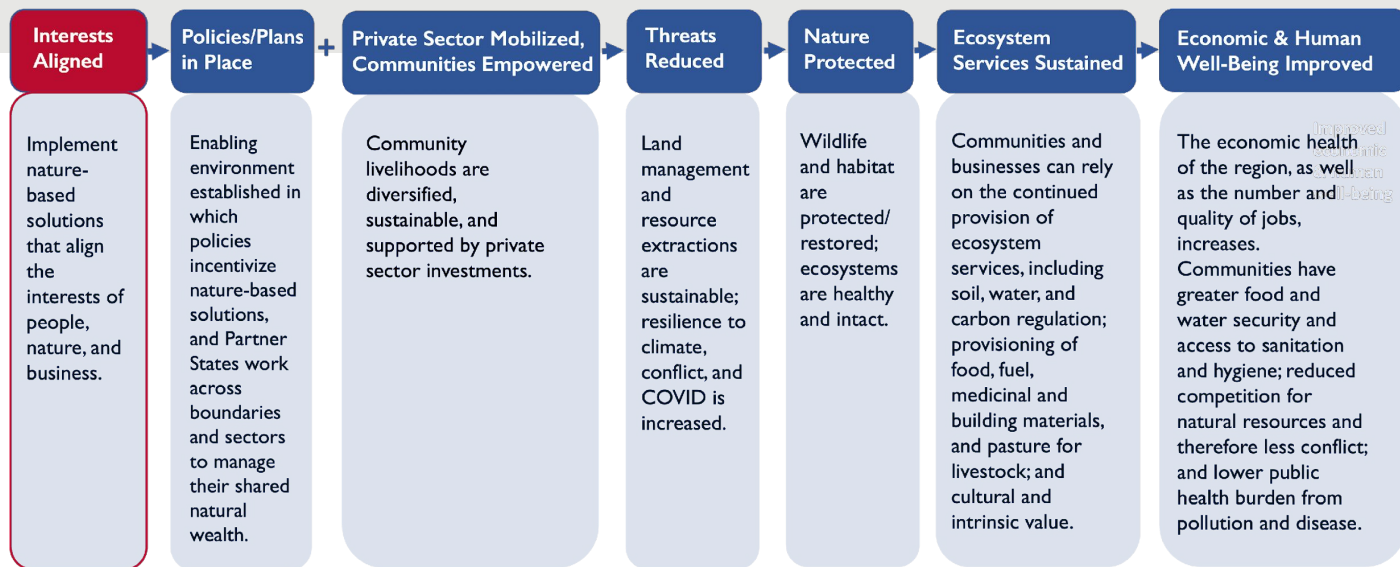 Interests
Aligned
Policies/Plans
in Place
+
Private Sector Mobilized,
Communities Empowered
Threats
Reduced
Nature
Protected
Ecosystem
Services Sustained
Economic & Human
Well-Being Improved
Implement
nature-
based
solutions
that align
the
interests of
people,
nature, and
business.
Enabling
environment
established in
which
policies
incentivize
nature-based
solutions,
and Partner
States work
across
boundaries
and sectors
to manage
their shared
natural
wealth.
Community
livelihoods are
diversified,
sustainable, and
supported by private
sector investments.
Land
management
and
resource
extractions
are
sustainable;
resilience to
climate,
conflict, and
COVID is
increased.
Wildlife
and habitat
are
protected/
restored;
ecosystems
are healthy
and intact.
Communities and
businesses can rely
on the continued
provision of
ecosystem
services, including
soil, water, and
carbon regulation;
provisioning of
food, fuel,
medicinal and
building materials,
and pasture for
livestock; and
cultural and
intrinsic value.
The economic health
of the region, as well
as the number and
quality of jobs,
increases.
Communities have
greater food and
water security and
access to sanitation
and hygiene; reduced
competition for
natural resources and
therefore less conflict;
and lower public
health burden from
pollution and disease.
Improved